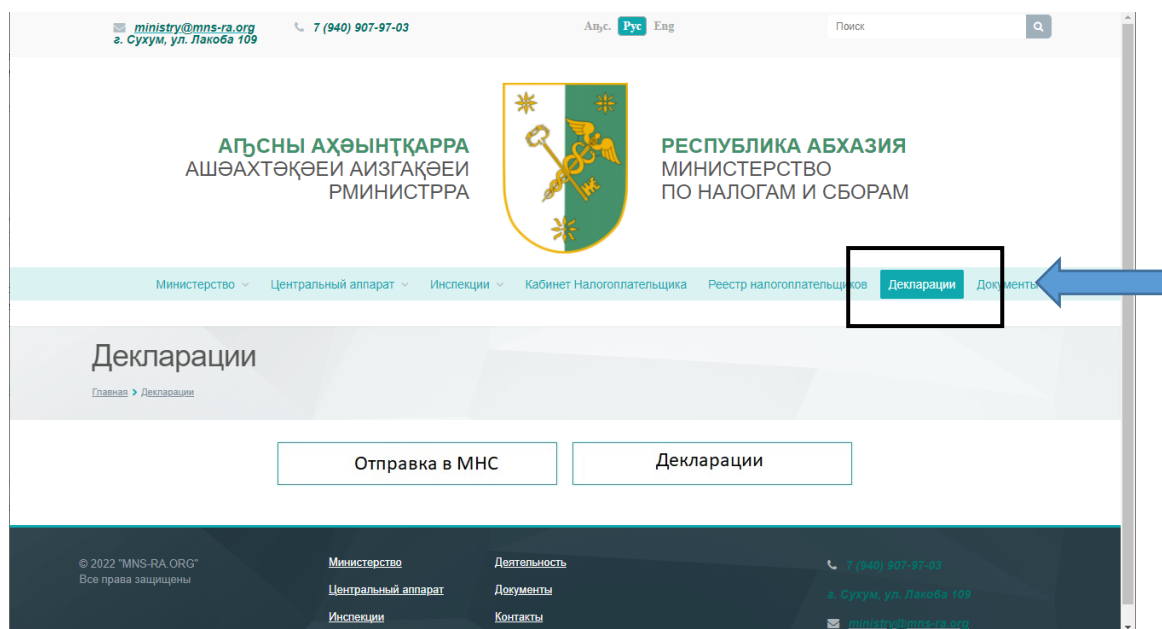 ministry@mns-ra.org
г. Сухум, ул. Лакоба 109
7 (940) 907-97-03
Аҧс. Рус Eng
Поиск
АҦСНЫ АҲӘЫНҬҚАРРА
АШӘАХТӘҚӘЕИ АИЗГАҚӘЕИ
РМИНИСТРРА
РЕСПУБЛИКА АБХАЗИЯ
МИНИСТЕРСТВО
ПО НАЛОГАМ И СБОРАМ
Министерство Центральный аппарат Инспекции Кабинет Налогоплательщика Реестр налогоплательщиков Декларации Документы
Декларации
Главная > Декларации
Отправка в МНС
Декларации
© 2022 "MNS-RA.ORG"
Все права защищены
Министерство
Центральный аппарат
Инспекции
Деятельность
Документы
Контакты
7 (940) 907-97-03
г. Сухум, ул. Лакоба 109
ministry@mns-ra.org